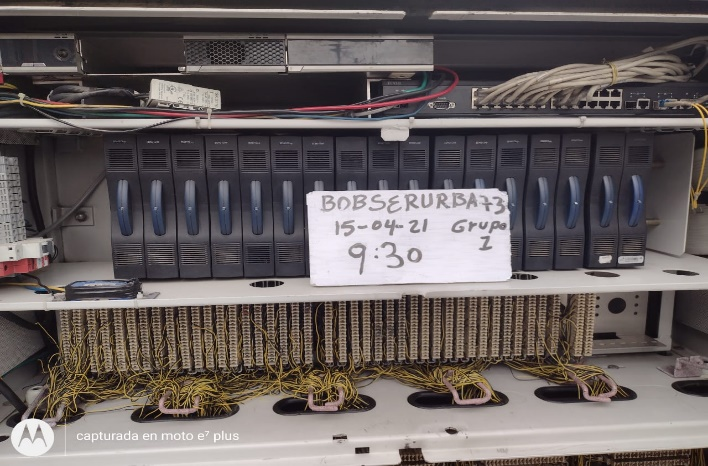 BOBSERURBA73
15-04-21 Grupo
1
9:30
capturada en moto e⁷ plus